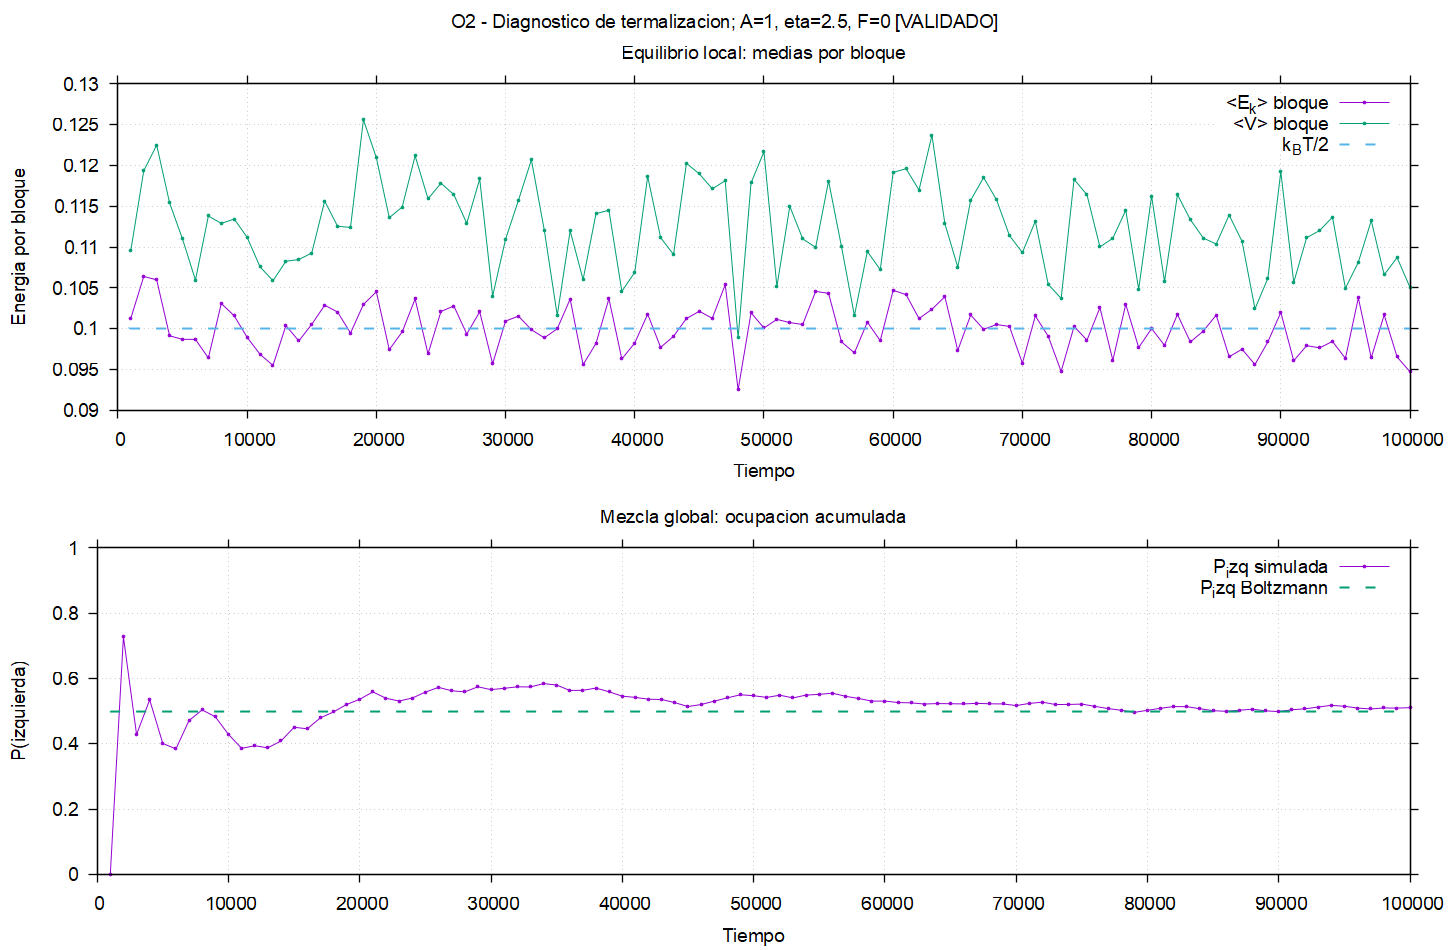 O2 - Diagnostico de termalizacion; A=1, eta=2.5, F=0 [VALIDADO]
Equilibrio local: medias por bloque
0.13
0.125
0.12
0.115
0.11
0.105
0.1
0.095
0.09
Energia por bloque
<Ek> bloque
<V> bloque
kBT/2
0 10000 20000 30000 40000 50000 60000 70000 80000 90000 100000
Tiempo
Mezcla global: ocupacion acumulada
1
0.8
0.6
0.4
0.2
0
P(izquierda)
Pizq simulada
Pizq Boltzmann
0 10000 20000 30000 40000 50000 60000 70000 80000 90000 100000
Tiempo